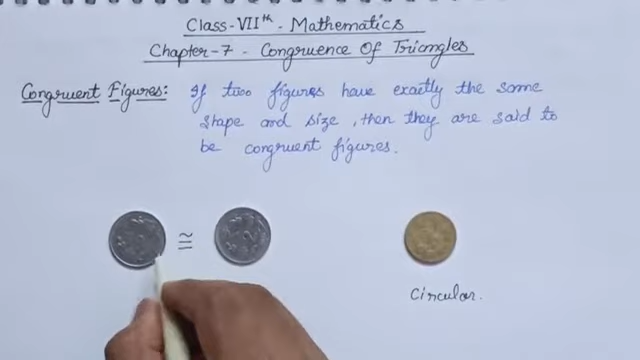 Class-VIIth - Mathematics
Chapter-7 - Congruence Of Triangles
Congruent Figures: If two figures have exactly the same
shape and size, then they are said to
be congruent figures.
≅
Circular.